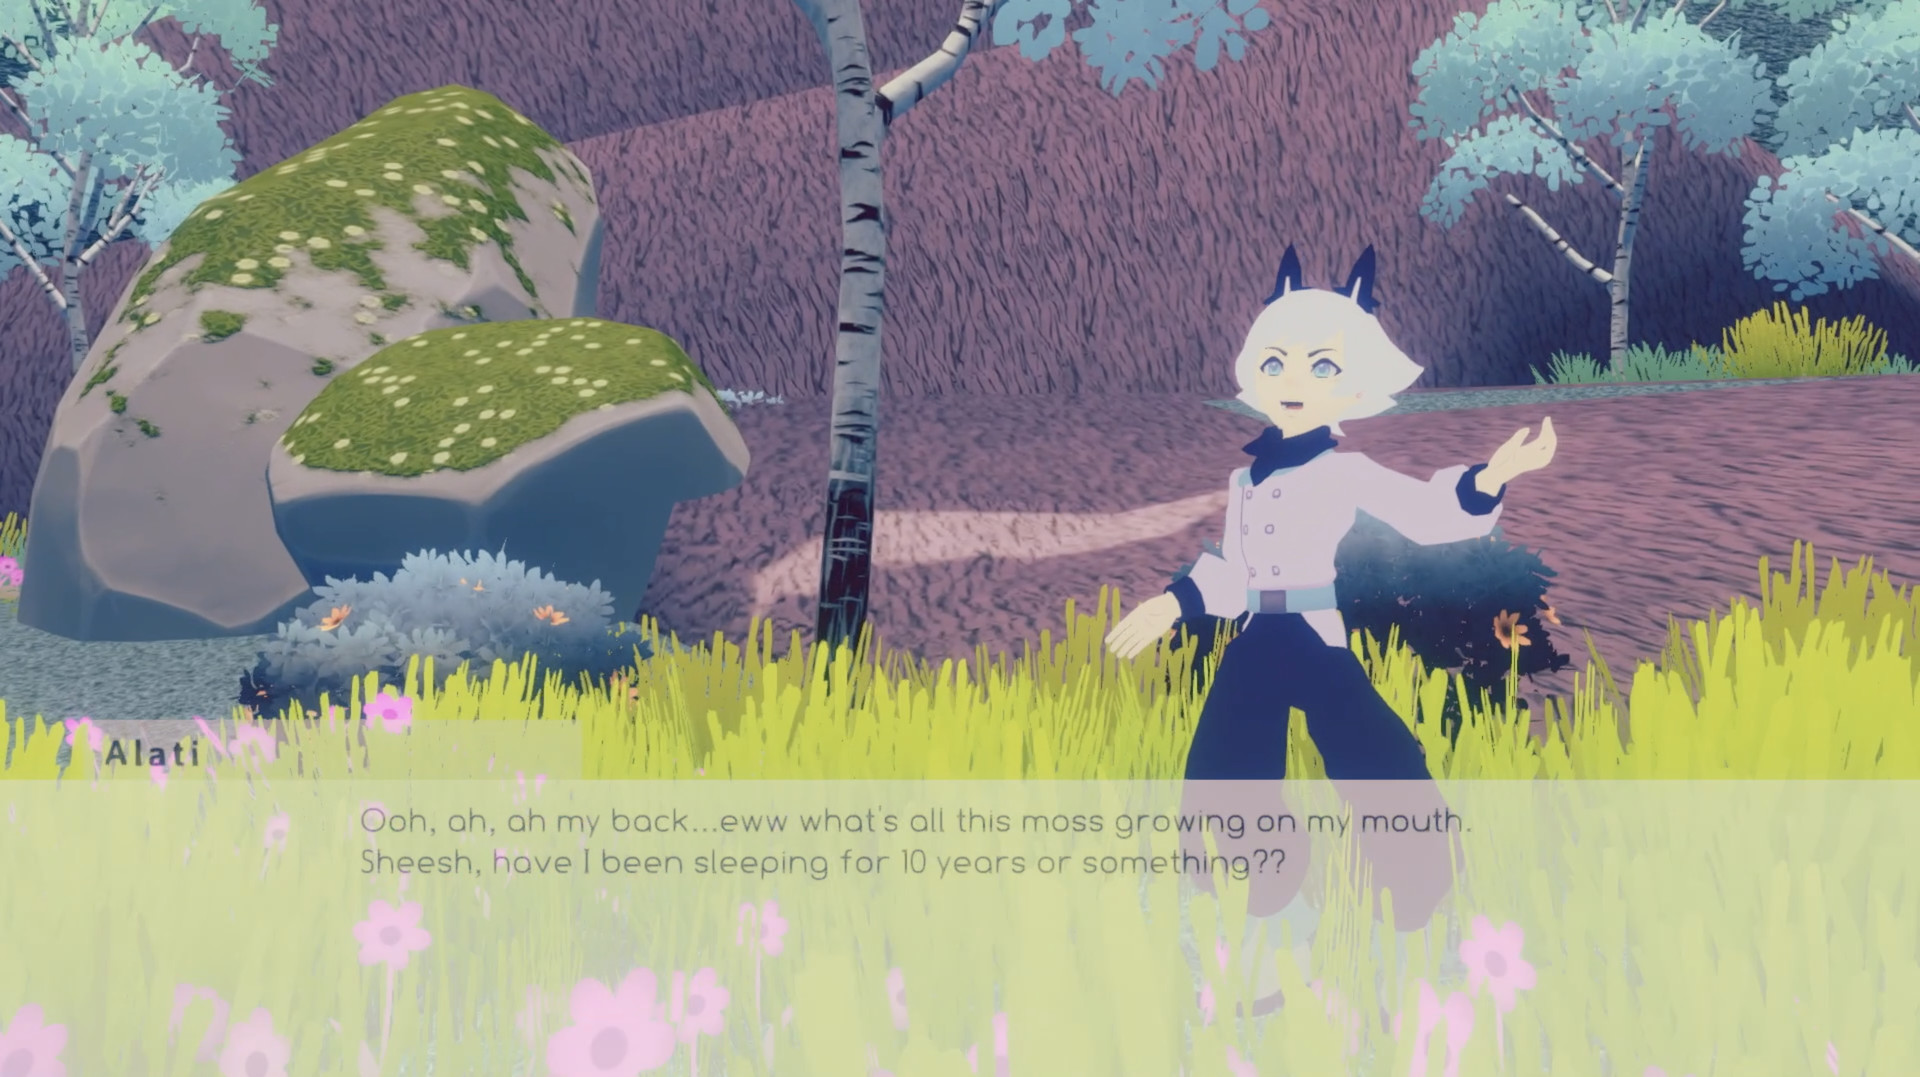 Alati
Ooh, ah, ah my back...eww what's all this moss growing on my mouth.
Sheesh, have I been sleeping for 10 years or something??